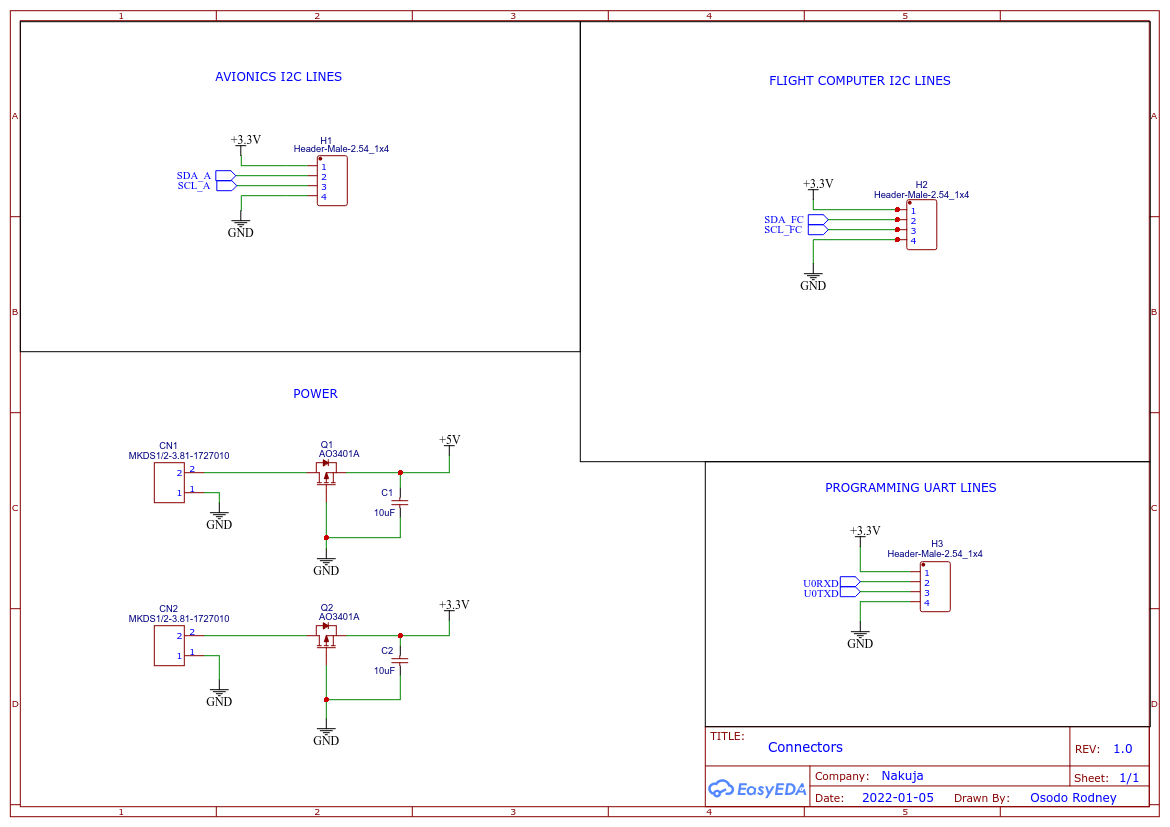 1 2 3 4 5
A A
B B
C C
D D
AVIONICS I2C LINES
+3.3V
H1
Header-Male-2.54_1x4
SDA_A
SCL_A
1
2
3
4
GND
FLIGHT COMPUTER I2C LINES
+3.3V
H2
Header-Male-2.54_1x4
SDA_FC
SCL_FC
1
2
3
4
GND
POWER
CN1
MKDS1/2-3.81-1727010
2 2
1 1
GND
Q1
AO3401A
+5V
C1
10uF
GND
CN2
MKDS1/2-3.81-1727010
2 2
1 1
GND
Q2
AO3401A
+3.3V
C2
10uF
GND
PROGRAMMING UART LINES
+3.3V
H3
Header-Male-2.54_1x4
U0RXD
U0TXD
1
2
3
4
GND
TITLE:
Connectors
REV: 1.0
EasyEDA
Company: Nakuja
Sheet: 1/1
Date: 2022-01-05 Drawn By: Osodo Rodney
1 2 3 4 5